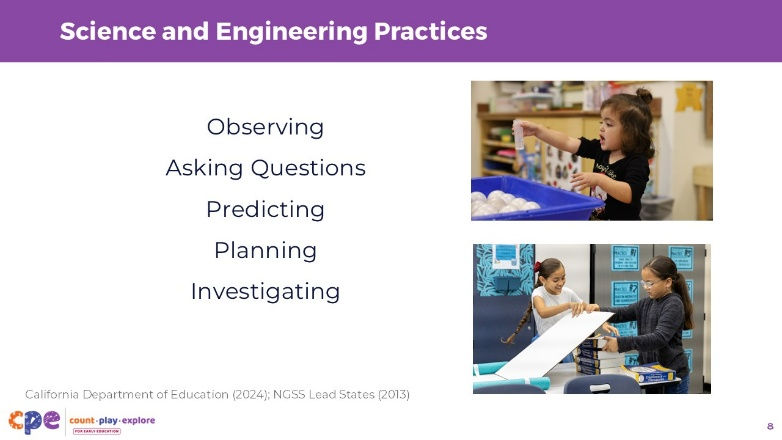 Science and Engineering Practices
Observing
Asking Questions
Predicting
Planning
Investigating
California Department of Education (2024); NGSS Lead States (2013)
cpe count·play·explore
FOR EARLY EDUCATION
8